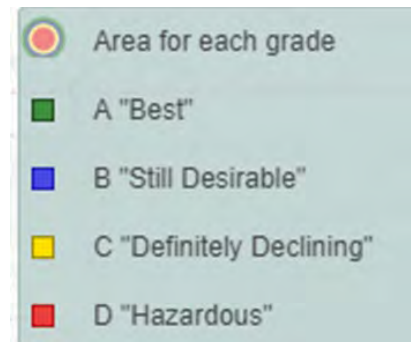 Area for each grade
A "Best"
B "Still Desirable"
C "Definitely Declining"
D "Hazardous"